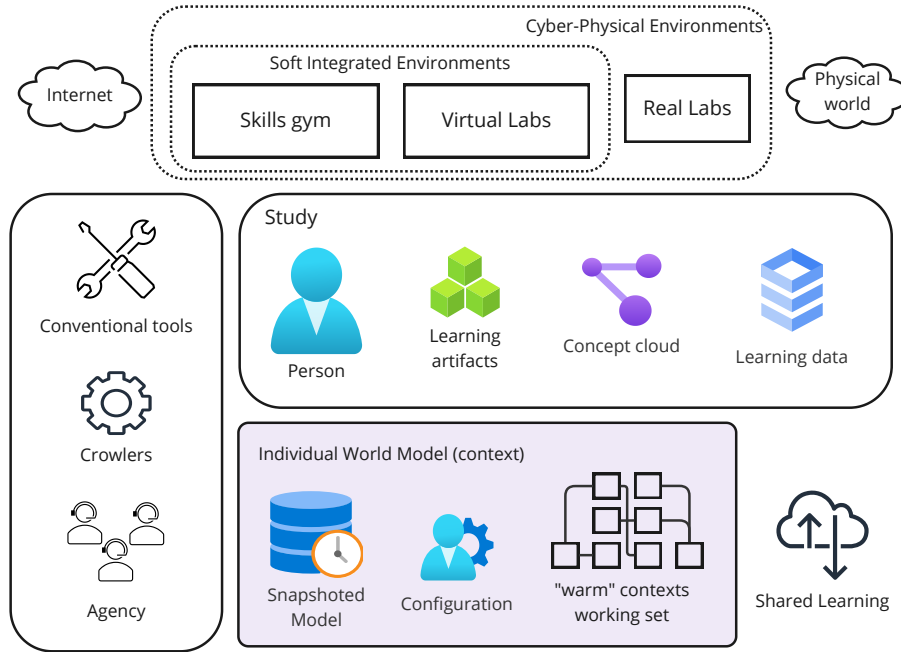 Cyber-Physical Environments
Soft Integrated Environments
Internet
Skills gym
Virtual Labs
Real Labs
Physical
world
Conventional tools
Crowlers
Agency
Study
Person
Learning
artifacts
Concept cloud
Learning data
Individual World Model (context)
Snapshoted
Model
Configuration
"warm" contexts
working set
Shared Learning